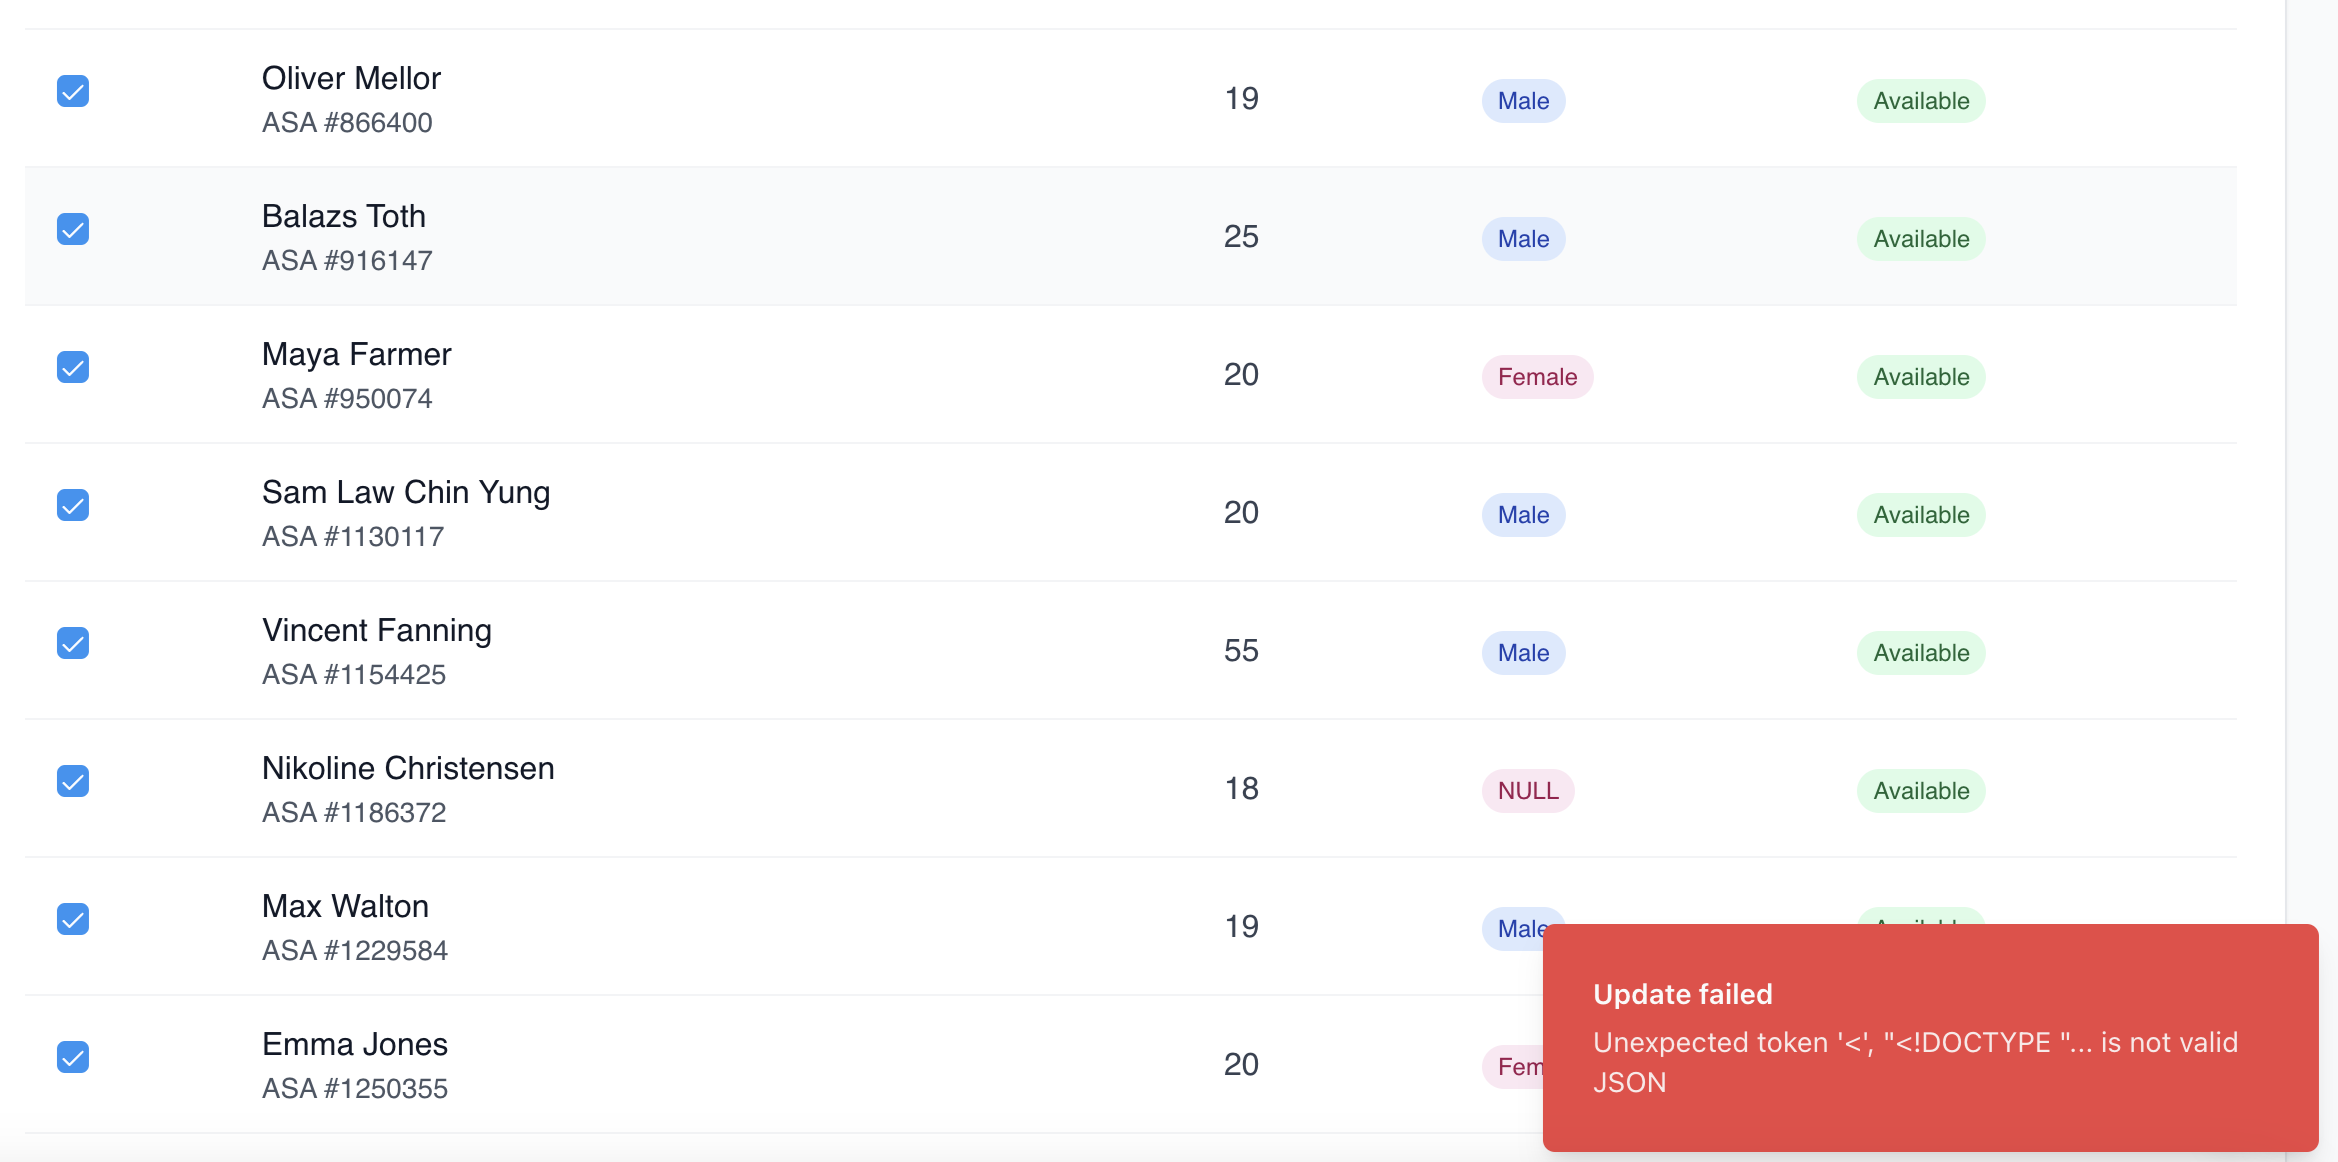 Oliver Mellor
ASA #866400
19
Male
Available
Balazs Toth
ASA #916147
25
Male
Available
Maya Farmer
ASA #950074
20
Female
Available
Sam Law Chin Yung
ASA #1130117
20
Male
Available
Vincent Fanning
ASA #1154425
55
Male
Available
Nikoline Christensen
ASA #1186372
18
NULL
Available
Max Walton
ASA #1229584
19
Male
Emma Jones
ASA #1250355
20
Fem
Update failed
Unexpected token '<', "<!DOCTYPE "... is not valid
JSON